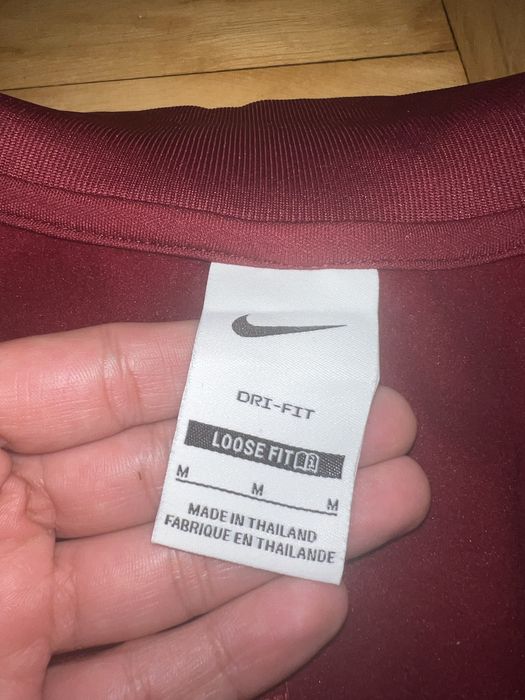 DRI-FIT
LOOSE FIT
M M M
MADE IN THAILAND
FABRIQUE EN THAILANDE